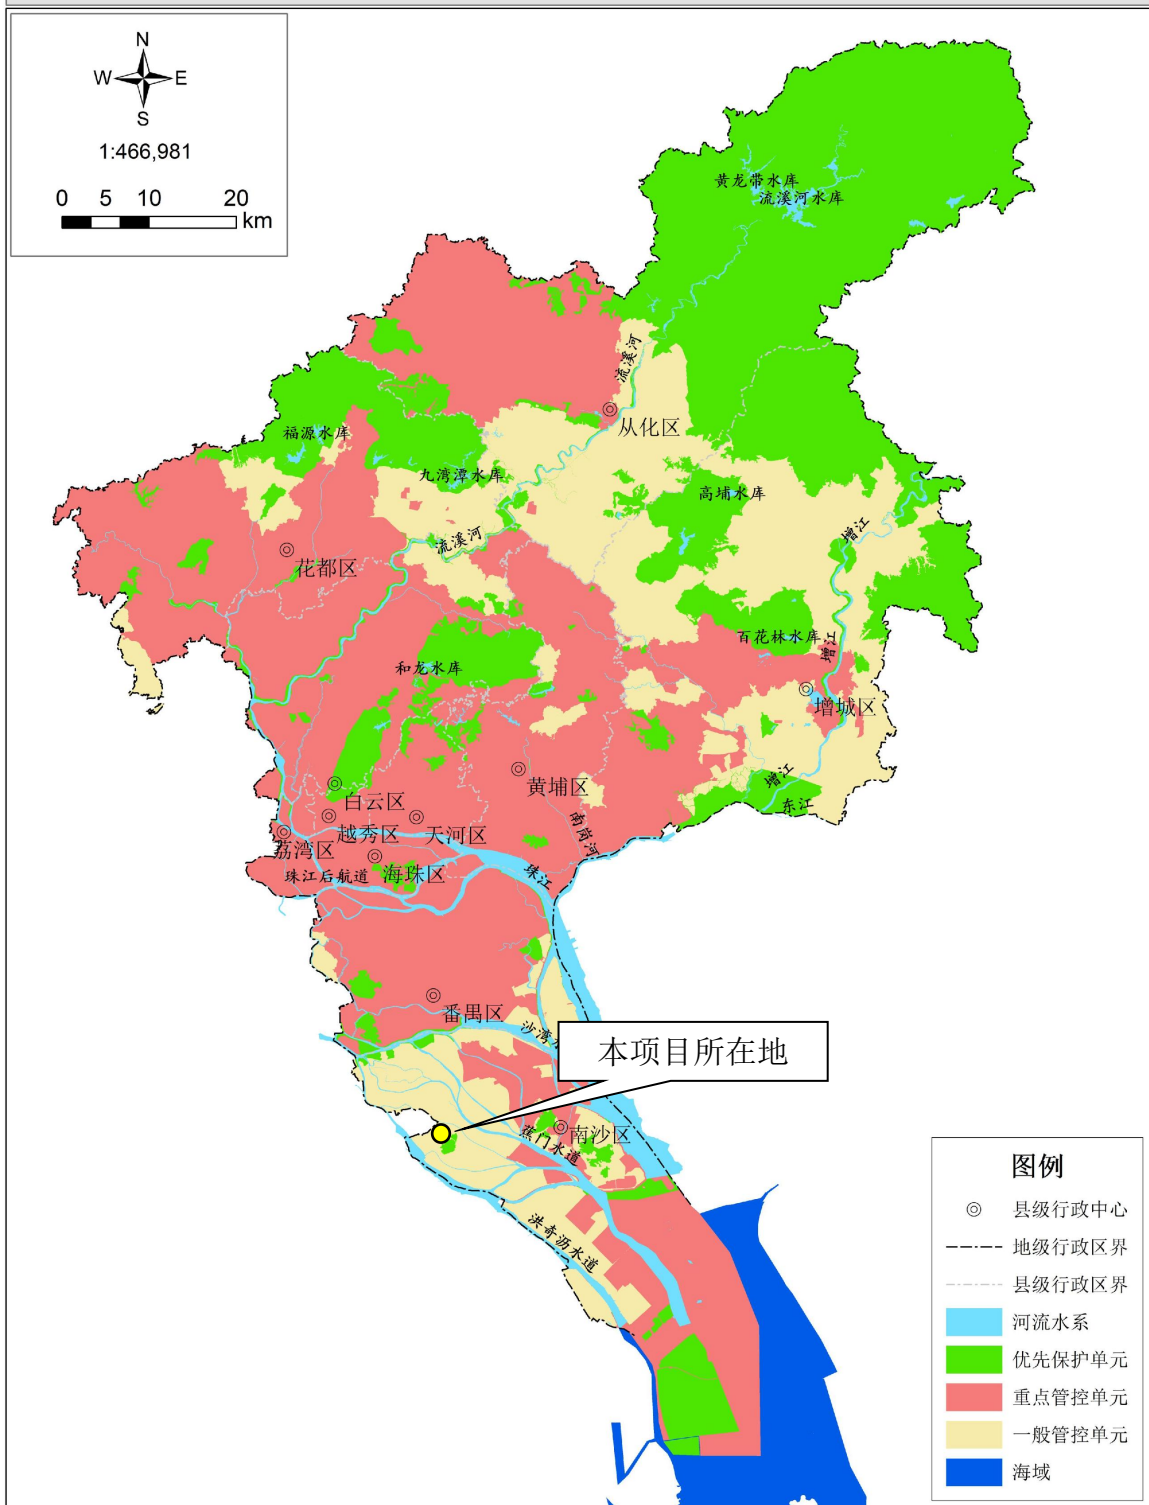 N
W E
S
1:466,981
0 5 10 20
km
黄龙带水库
流溪河水库
流溪河
从化区
福源水库
九湾潭水库
高埔水库
增江
流溪河
花都区
百花林水库
增江
和龙水库
增城区
黄埔区
增江
东江
白云区
越秀区
天河区
南岗河
荔湾区
海珠区
珠江后航道
珠江
番禺区
沙湾
本项目所在地
南沙区
蕉门水道
洪奇沥水道
图例
县级行政中心
地级行政区界
县级行政区界
河流水系
优先保护单元
重点管控单元
一般管控单元
海域